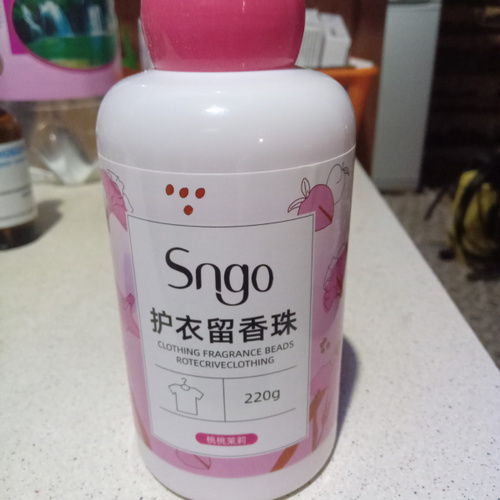 Sngo
护衣留香珠
CLOTHING FRAGRANCE BEADS
ROTECRIVECLOTHING
220g
桃桃茉莉